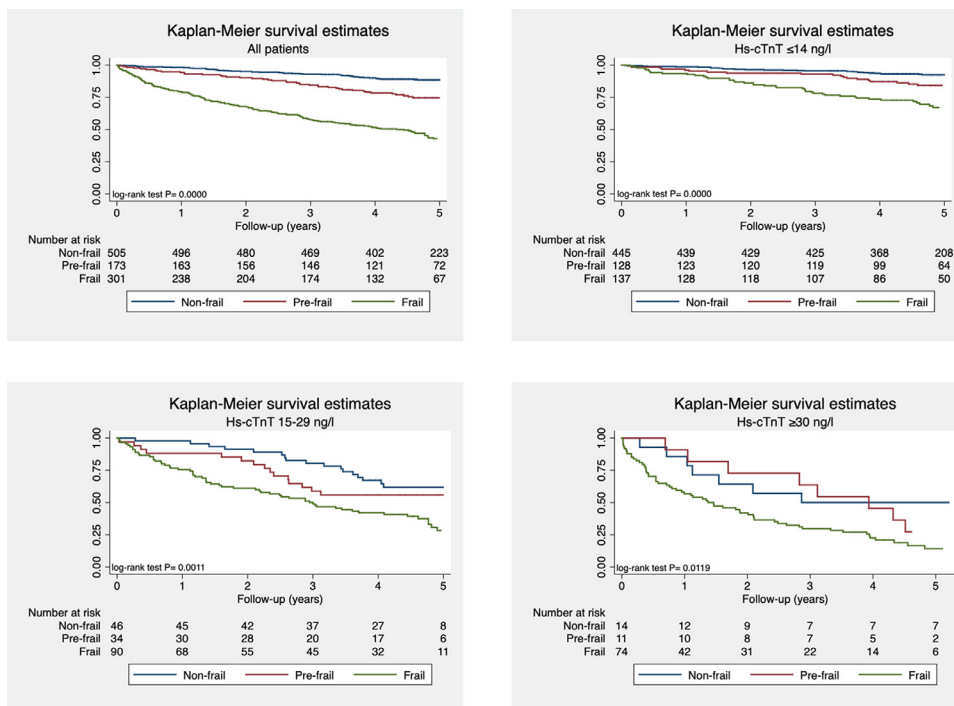 Kaplan-Meier survival estimates
All patients
1.00
0.75
0.50
0.25
0.00
log-rank test P= 0.0000
0 1 2 3 4 5
Follow-up (years)
Number at risk
Non-frail 505 496 480 469 402 223
Pre-frail 173 163 156 146 121 72
Frail 301 238 204 174 132 67
Non-frail Pre-frail Frail
Kaplan-Meier survival estimates
Hs-cTnT ≤14 ng/l
1.00
0.75
0.50
0.25
0.00
log-rank test P= 0.0000
0 1 2 3 4 5
Follow-up (years)
Number at risk
Non-frail 445 439 429 425 368 208
Pre-frail 128 123 120 119 99 64
Frail 137 128 118 107 86 50
Non-frail Pre-frail Frail
Kaplan-Meier survival estimates
Hs-cTnT 15-29 ng/l
1.00
0.75
0.50
0.25
0.00
log-rank test P= 0.0011
0 1 2 3 4 5
Follow-up (years)
Number at risk
Non-frail 46 45 42 37 27 8
Pre-frail 34 30 28 20 17 6
Frail 90 68 55 45 32 11
Non-frail Pre-frail Frail
Kaplan-Meier survival estimates
Hs-cTnT ≥30 ng/l
1.00
0.75
0.50
0.25
0.00
log-rank test P= 0.0119
0 1 2 3 4 5
Follow-up (years)
Number at risk
Non-frail 14 12 9 7 7 7
Pre-frail 11 10 8 7 5 2
Frail 74 42 31 22 14 6
Non-frail Pre-frail Frail